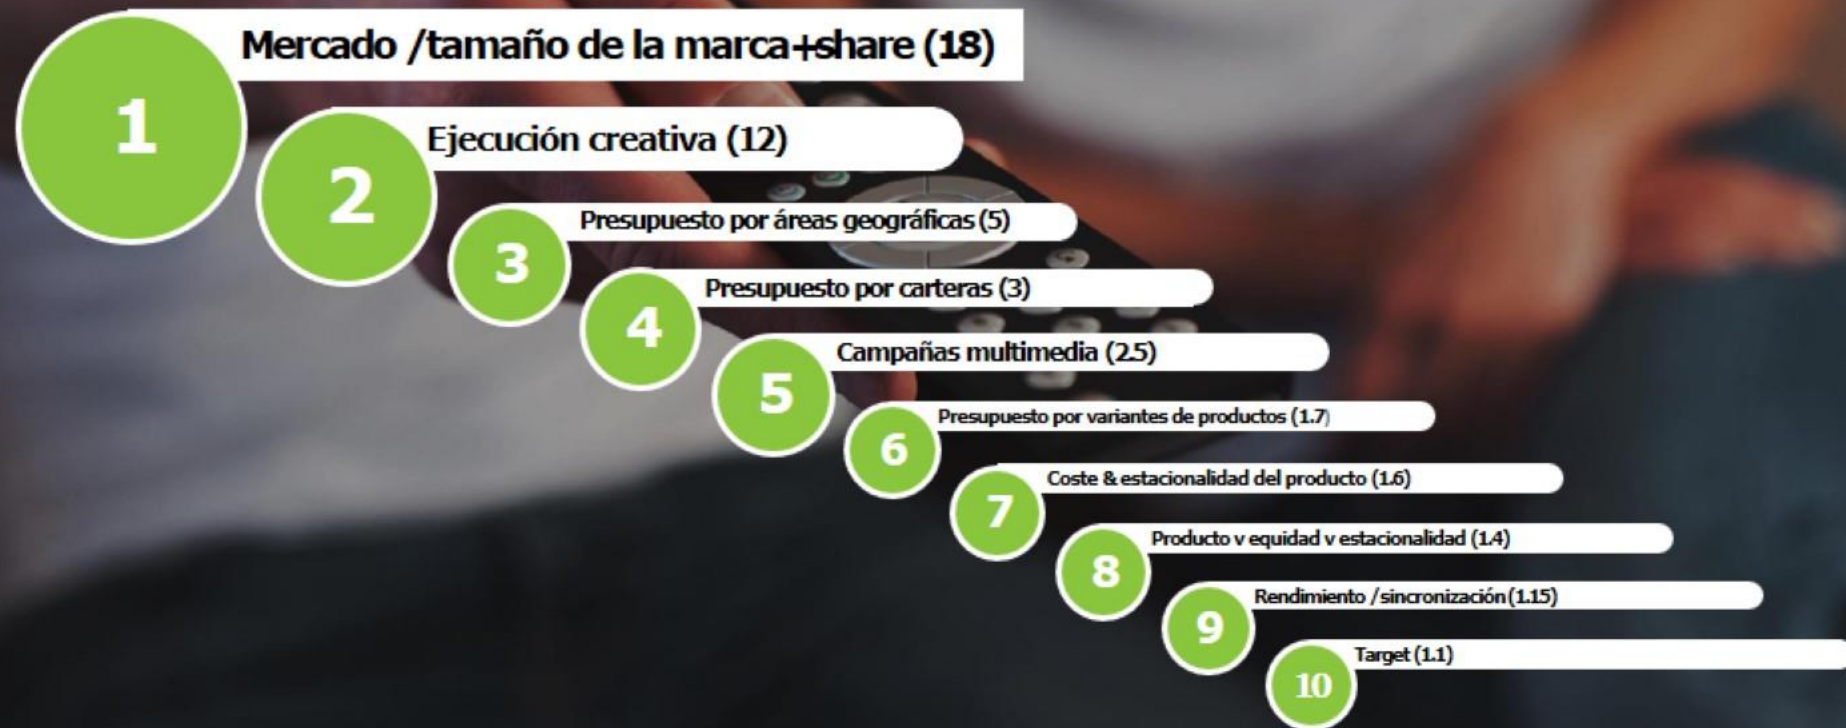 1
Mercado /tamaño de la marca+share (18)
2
Ejecución creativa (12)
3
Presupuesto por áreas geográficas (5)
4
Presupuesto por carteras (3)
5
Campañas multimedia (2.5)
6
Presupuesto por variantes de productos (1.7)
7
Coste & estacionalidad del producto (1.6)
8
Producto v equidad v estacionalidad (1.4)
9
Rendimiento /sincronización (1.15)
10
Target (1.1)